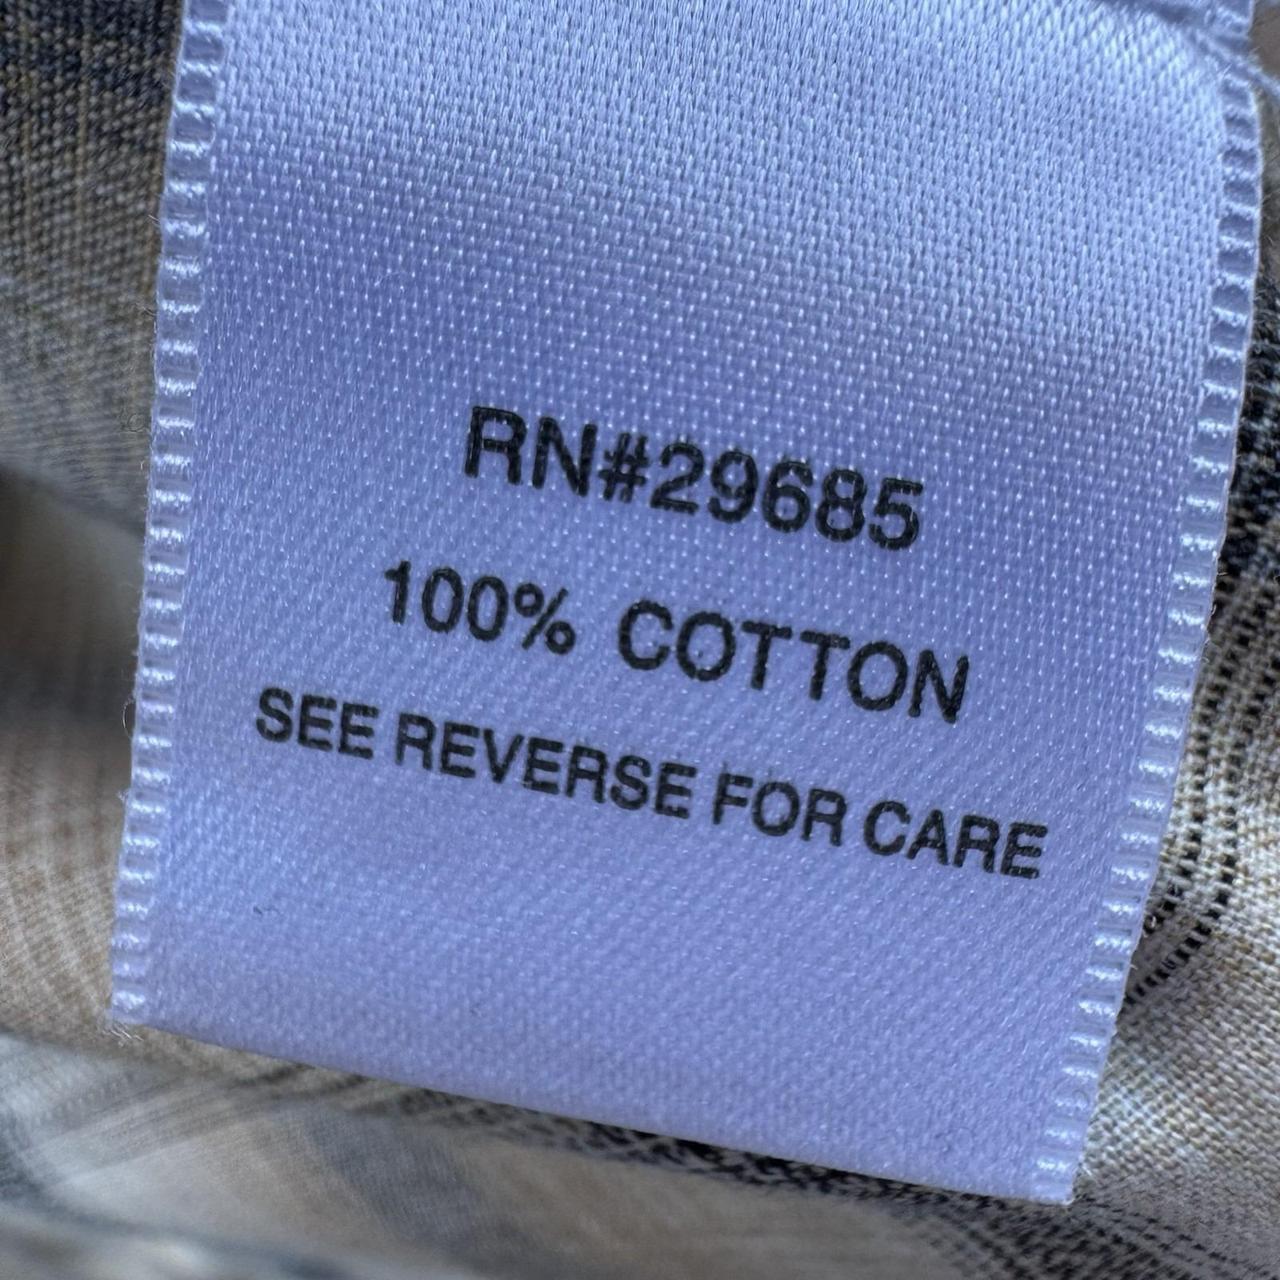 RN#29685
100% COTTON
SEE REVERSE FOR CARE